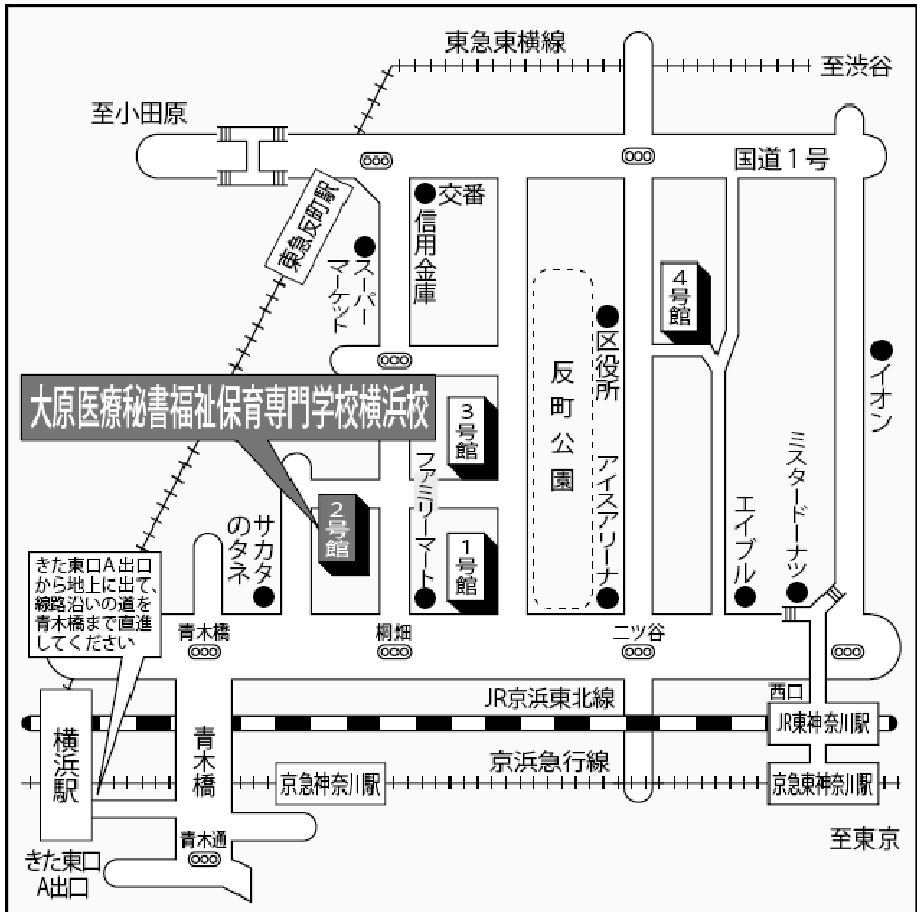 東急東横線
至渋谷
至小田原
国道1号
東急反町駅
交番
信用金庫
スーパー
マーケット
4号館
区役所
反町公園
イオン
大原医療秘書福祉保育専門学校横浜校
3号館
ファミリーマート
アイスアリーナ
ミスタードーナツ
エイブル
2号館
1号館
サカタ
のタネ
きた東口A出口
から地上に出て、
線路沿いの道を
青木橋まで直進
してください
青木橋
桐畑
二ツ谷
西口
JR京浜東北線
JR東神奈川駅
横浜駅
青木橋
京浜急行線
京急神奈川駅
京急東神奈川駅
青木通
至東京
きた東口
A出口